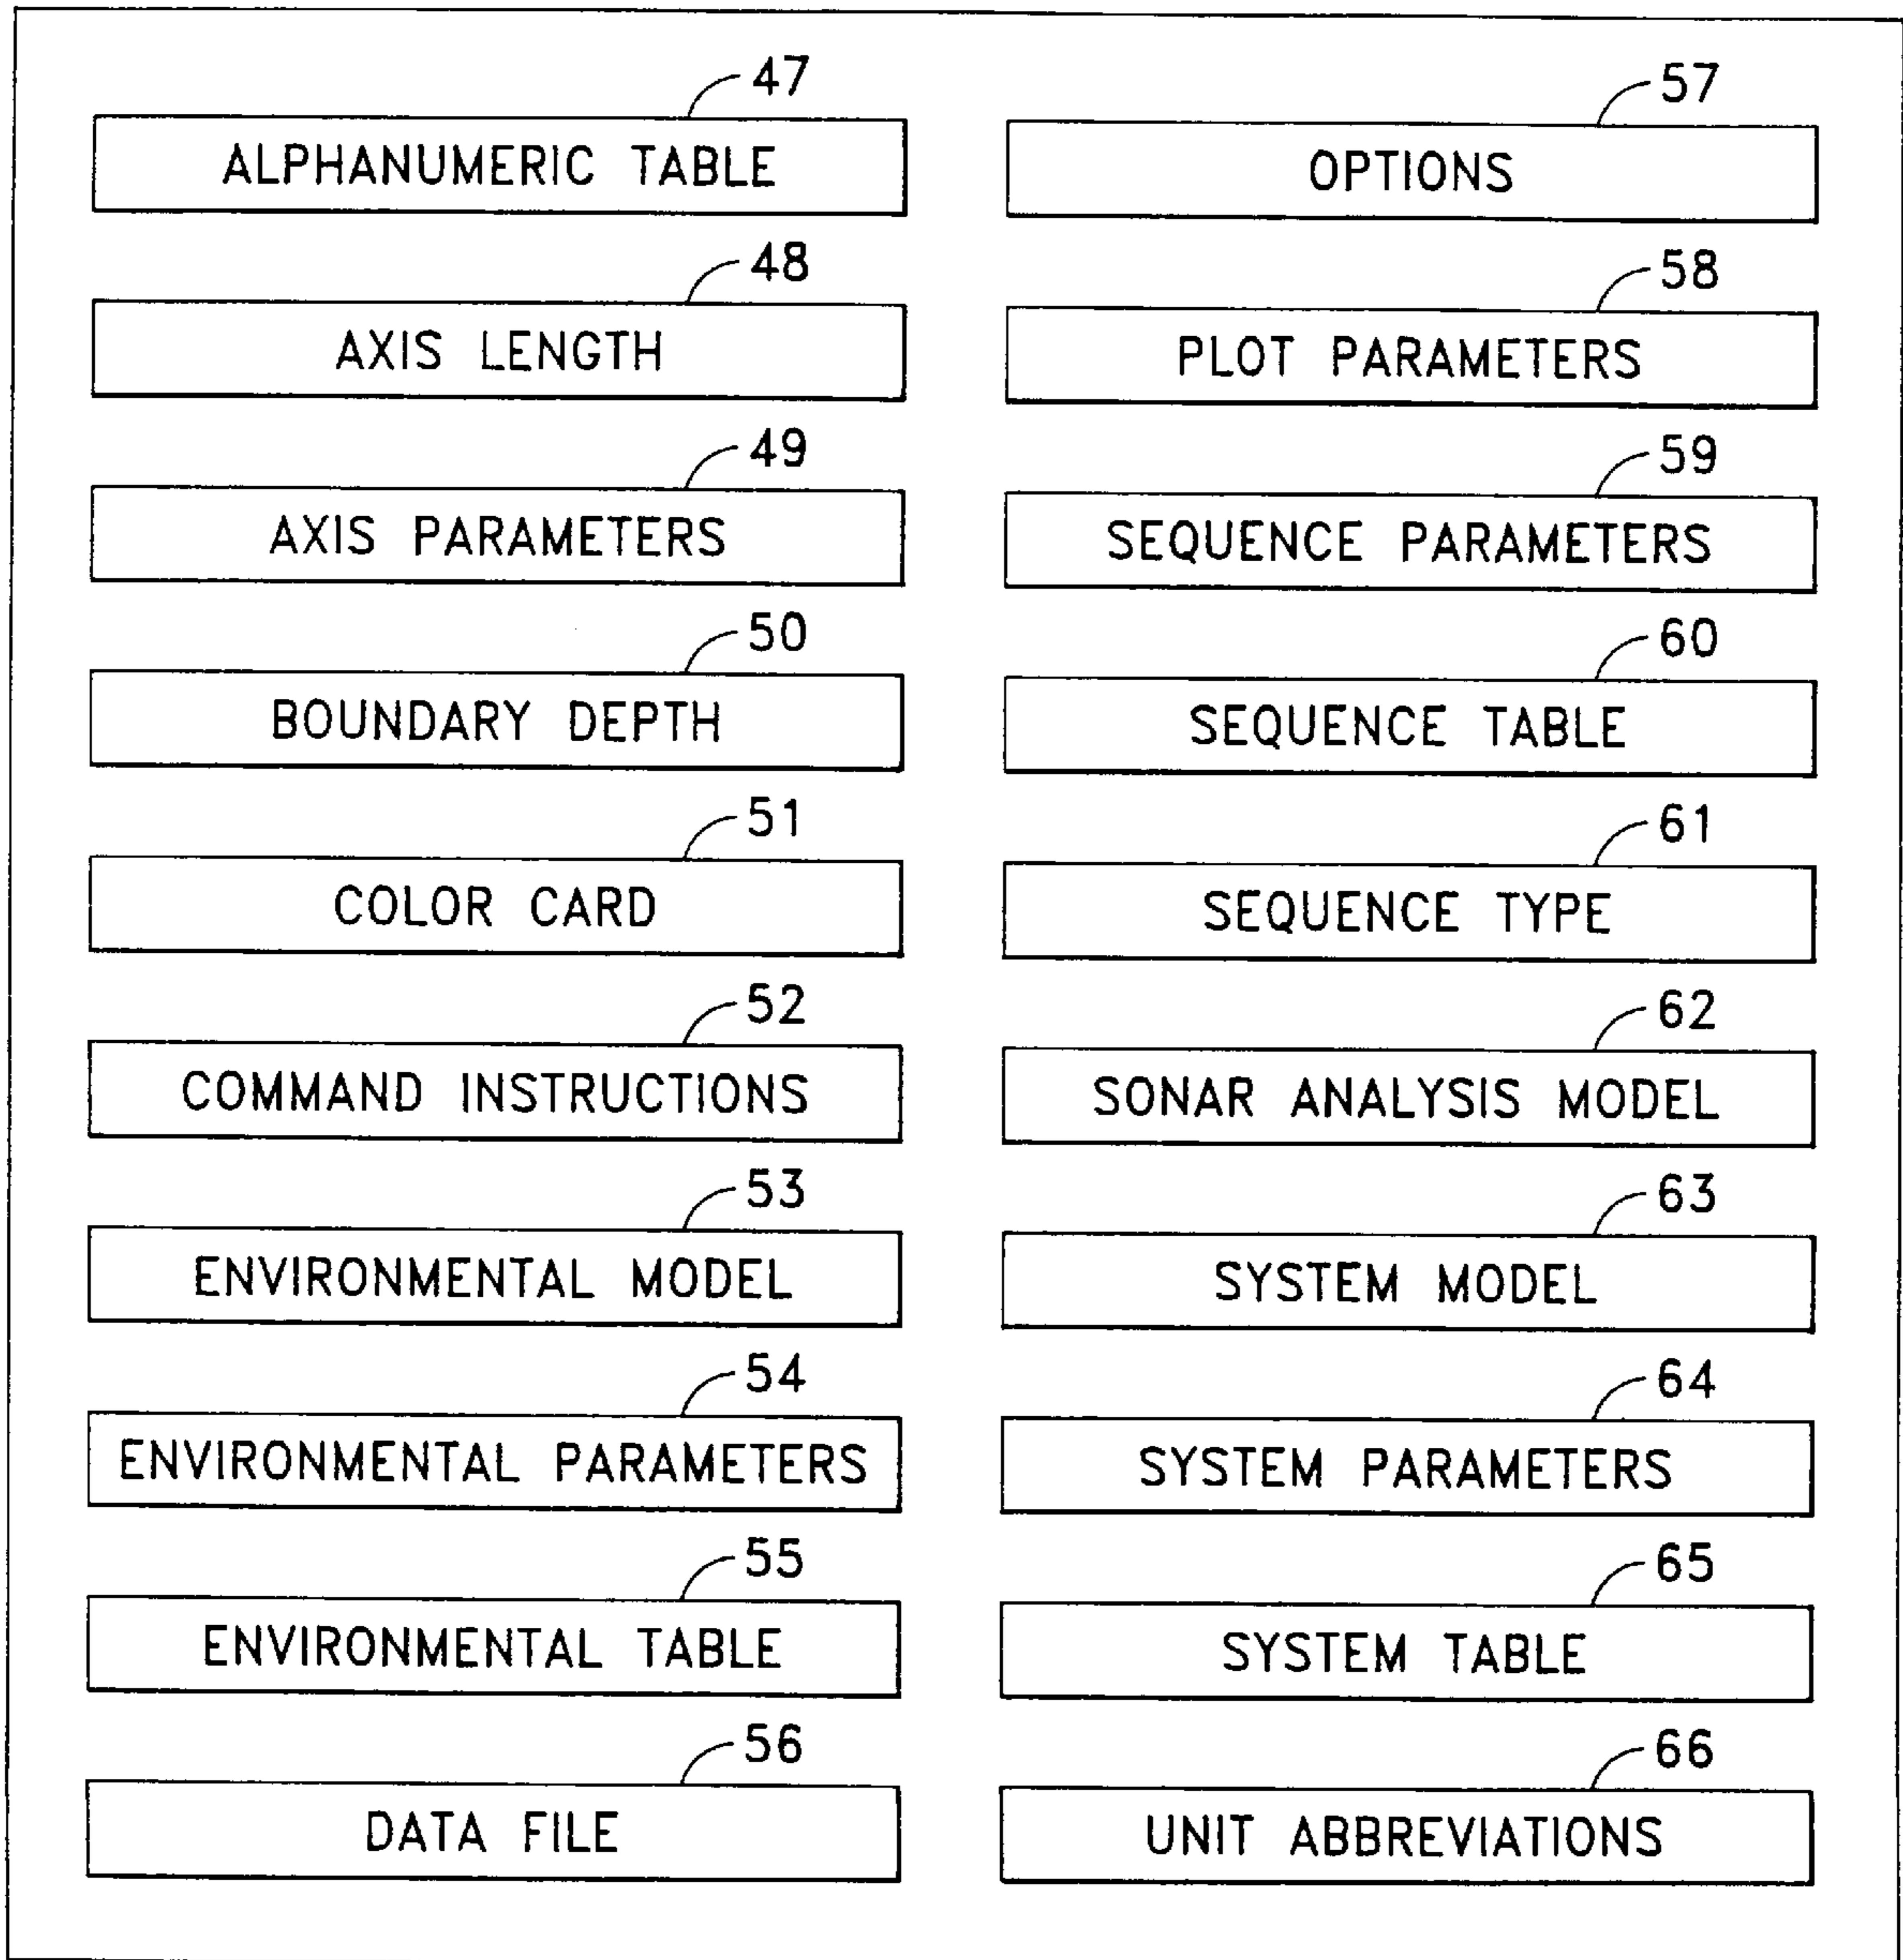 47
ALPHANUMERIC TABLE
48
AXIS LENGTH
49
AXIS PARAMETERS
50
BOUNDARY DEPTH
51
COLOR CARD
52
COMMAND INSTRUCTIONS
53
ENVIRONMENTAL MODEL
54
ENVIRONMENTAL PARAMETERS
55
ENVIRONMENTAL TABLE
56
DATA FILE
57
OPTIONS
58
PLOT PARAMETERS
59
SEQUENCE PARAMETERS
60
SEQUENCE TABLE
61
SEQUENCE TYPE
62
SONAR ANALYSIS MODEL
63
SYSTEM MODEL
64
SYSTEM PARAMETERS
65
SYSTEM TABLE
66
UNIT ABBREVIATIONS